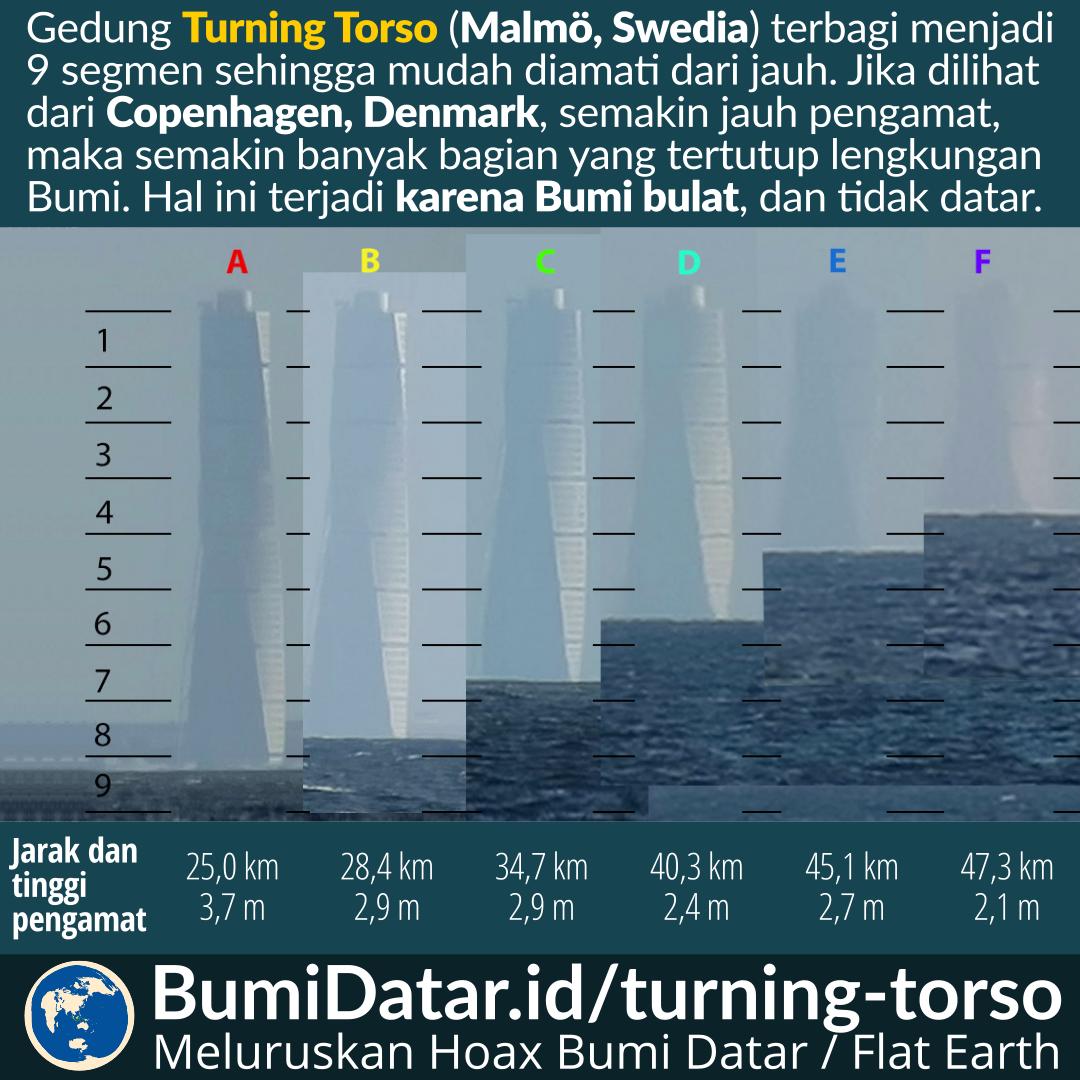 Gedung Turning Torso (Malmö, Swedia) terbagi menjadi
9 segmen sehingga mudah diamati dari jauh. Jika dilihat
dari Copenhagen, Denmark, semakin jauh pengamat,
maka semakin banyak bagian yang tertutup lengkungan
Bumi. Hal ini terjadi karena Bumi bulat, dan tidak datar.
A B C D E F
1
2
3
4
5
6
7
8
9
Jarak dan
tinggi
pengamat
25,0 km 28,4 km 34,7 km 40,3 km 45,1 km 47,3 km
3,7 m 2,9 m 2,9 m 2,4 m 2,7 m 2,1 m
BumiDatar.id/turning-torso
Meluruskan Hoax Bumi Datar / Flat Earth